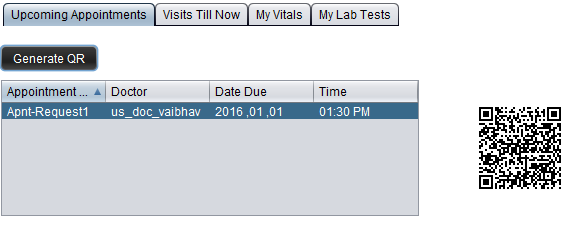 Upcoming Appointments Visits Till Now My Vitals My Lab Tests
Generate QR
Appointment ... Doctor Date Due Time
Apnt-Request1 us_doc_vaibhav 2016 ,01 ,01 01:30 PM